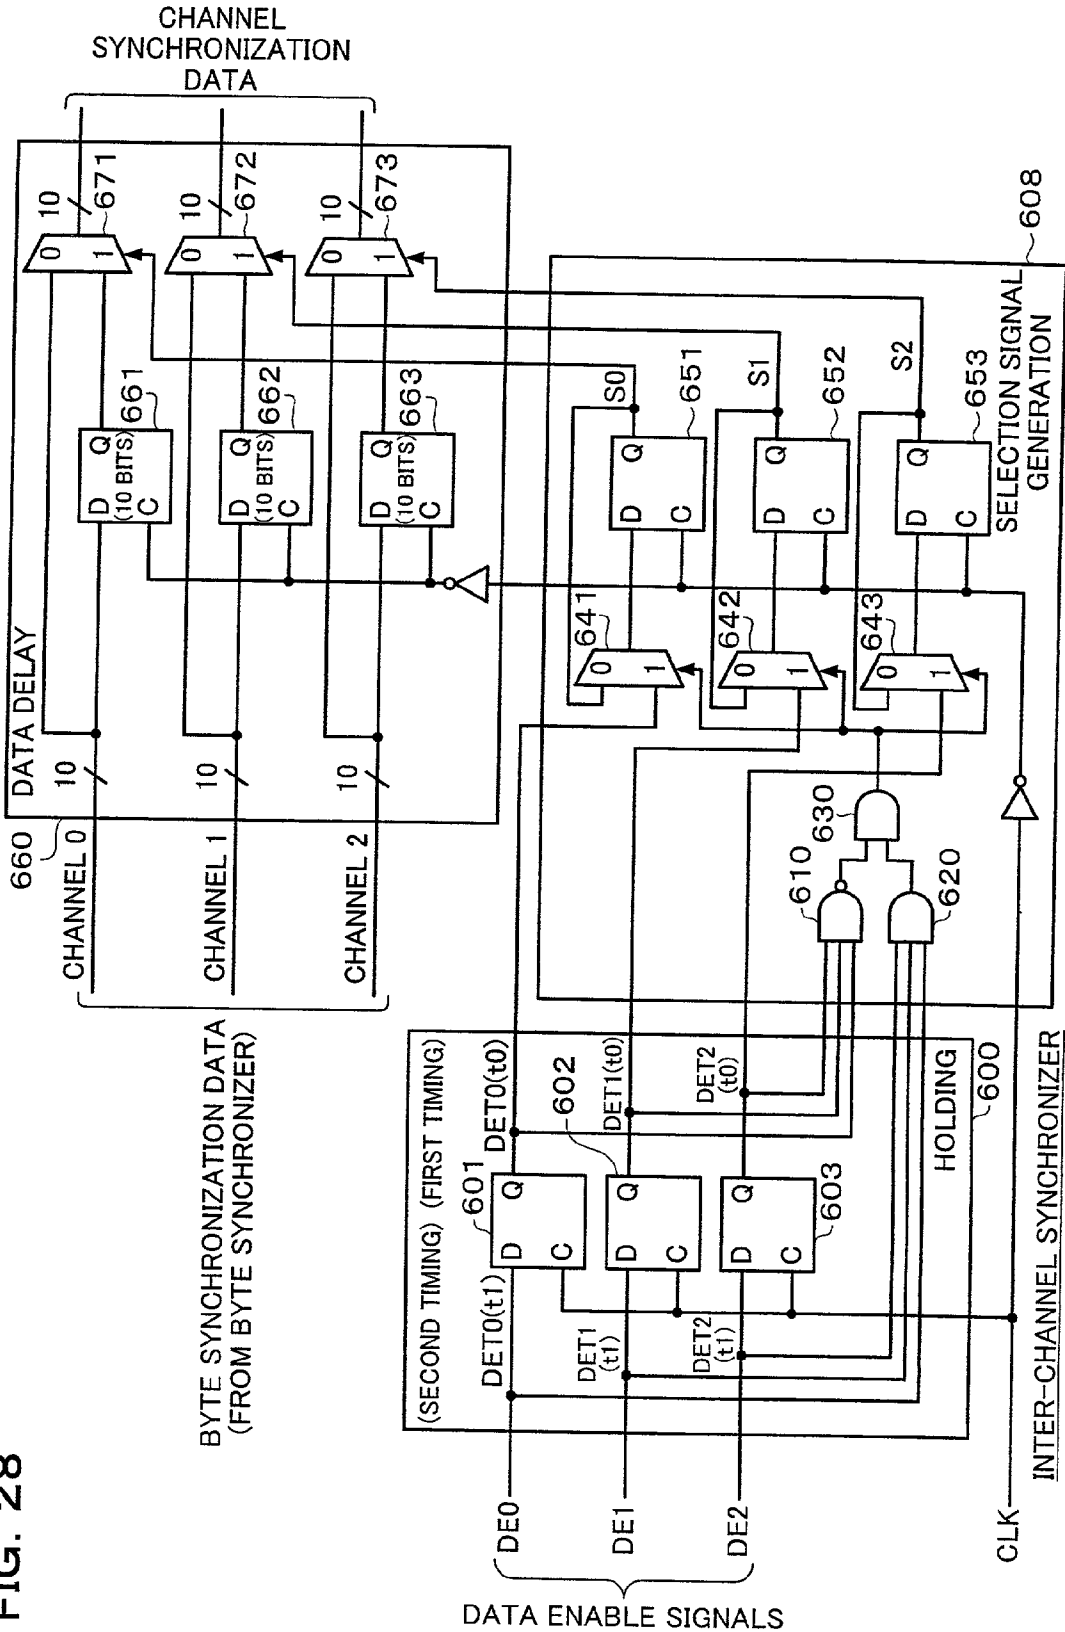 FIG. 28
CHANNEL
SYNCHRONIZATION
DATA
BYTE SYNCHRONIZATION DATA
(FROM BYTE SYNCHRONIZER)
660
DATA DELAY
CHANNEL 0
10
D
Q
(10 BITS)
C
661
0
1
10
671
CHANNEL 1
10
D
Q
(10 BITS)
C
662
0
1
10
672
CHANNEL 2
10
D
Q
(10 BITS)
C
663
0
1
10
673
(SECOND TIMING) (FIRST TIMING)
DATA ENABLE SIGNALS
DE0
DET0(t1)
601
D
Q
C
DET0(t0)
DE1
DET1
(t1)
602
D
Q
C
DET1(t0)
DE2
DET2
(t1)
603
D
Q
C
DET2
(t0)
HOLDING
600
610
620
630
641
0
1
D
Q
C
651
S0
642
0
1
D
Q
C
652
S1
643
0
1
D
Q
C
653
S2
SELECTION SIGNAL
GENERATION
608
CLK
INTER-CHANNEL SYNCHRONIZER